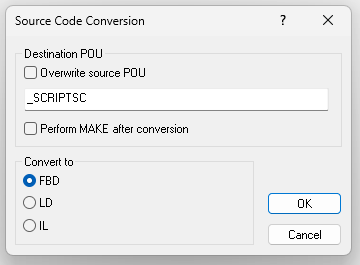 Source Code Conversion
Destination POU
Overwrite source POU
_SCRIPTSC
Perform MAKE after conversion
Convert to
FBD
LD
IL
OK
Cancel